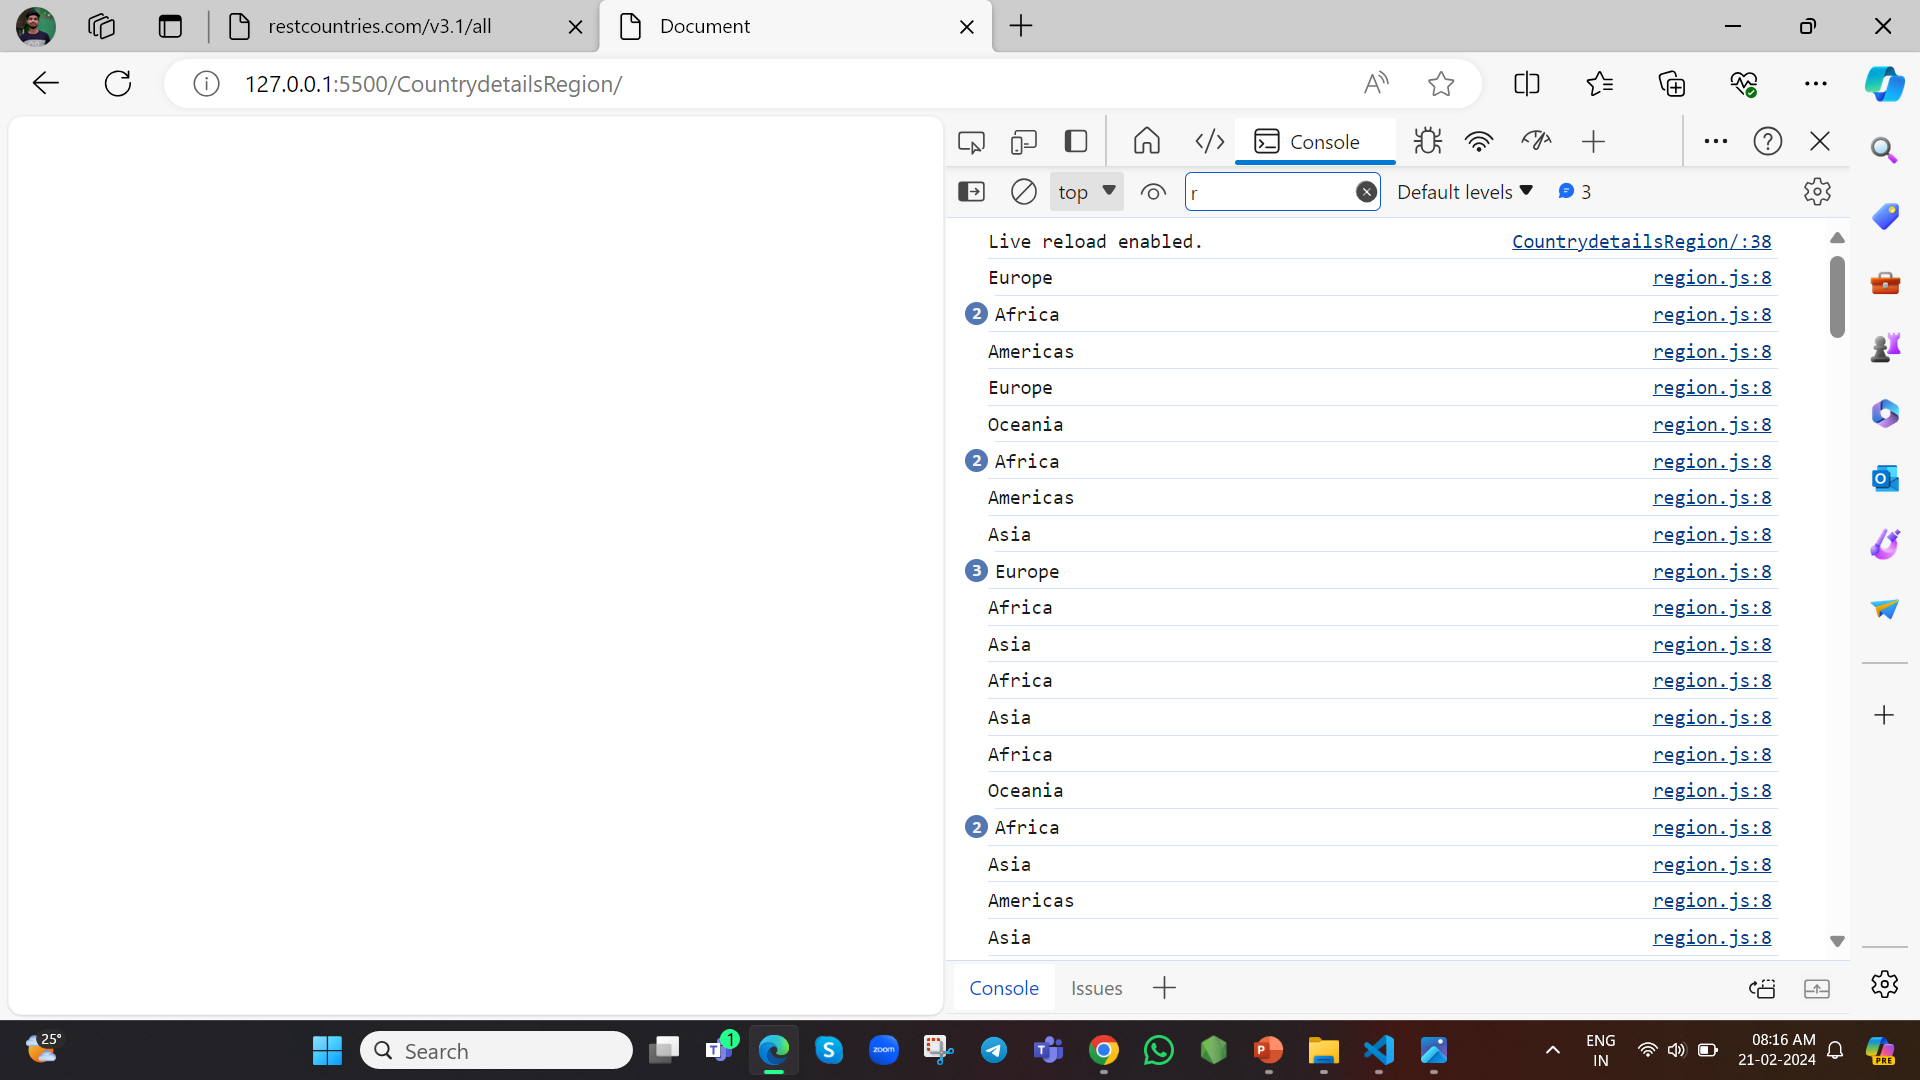 restcountries.com/v3.1/all
Document
127.0.0.1:5500/CountrydetailsRegion/
Console
top
r
Default levels
3
Live reload enabled. CountrydetailsRegion/:38
Europe region.js:8
2 Africa region.js:8
Americas region.js:8
Europe region.js:8
Oceania region.js:8
2 Africa region.js:8
Americas region.js:8
Asia region.js:8
3 Europe region.js:8
Africa region.js:8
Asia region.js:8
Africa region.js:8
Asia region.js:8
Africa region.js:8
Oceania region.js:8
2 Africa region.js:8
Asia region.js:8
Americas region.js:8
Asia region.js:8
Console
Issues
25°
Search
1
zoom
ENG
IN
08:16 AM
21-02-2024
PRE